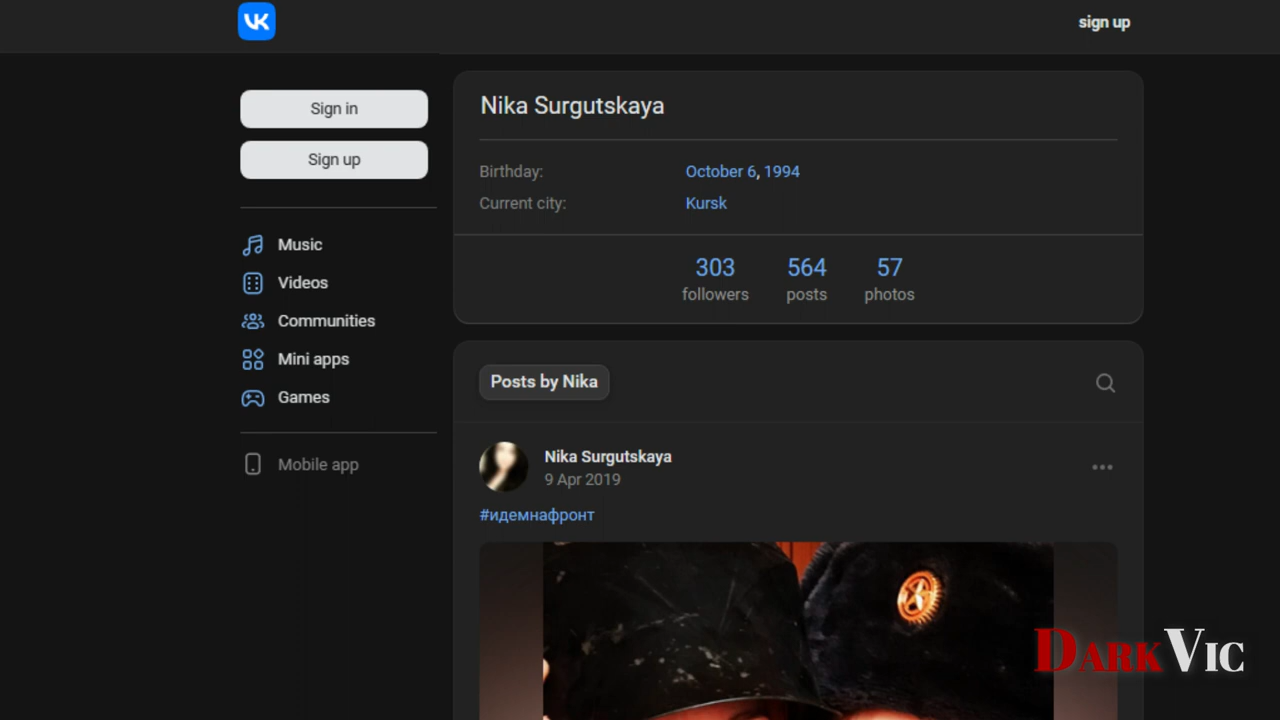 VK
sign up
Sign in
Sign up
Music
Videos
Communities
Mini apps
Games
Mobile app
Nika Surgutskaya
Birthday: October 6, 1994
Current city: Kursk
303 564 57
followers posts photos
Posts by Nika
Nika Surgutskaya
9 Apr 2019
#идемнафронт
DARKVIC